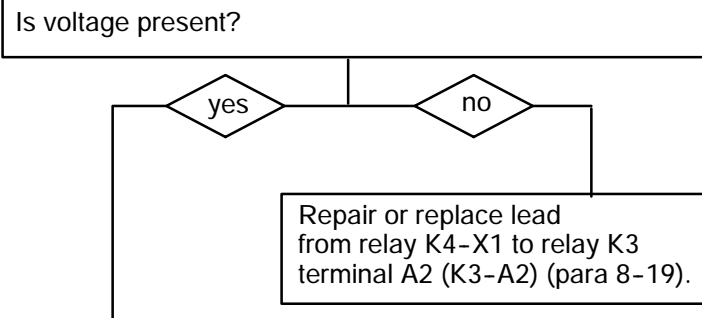 Is voltage present?
yes
no
Repair or replace lead
from relay K4-X1 to relay K3
terminal A2 (K3-A2) (para 8-19).